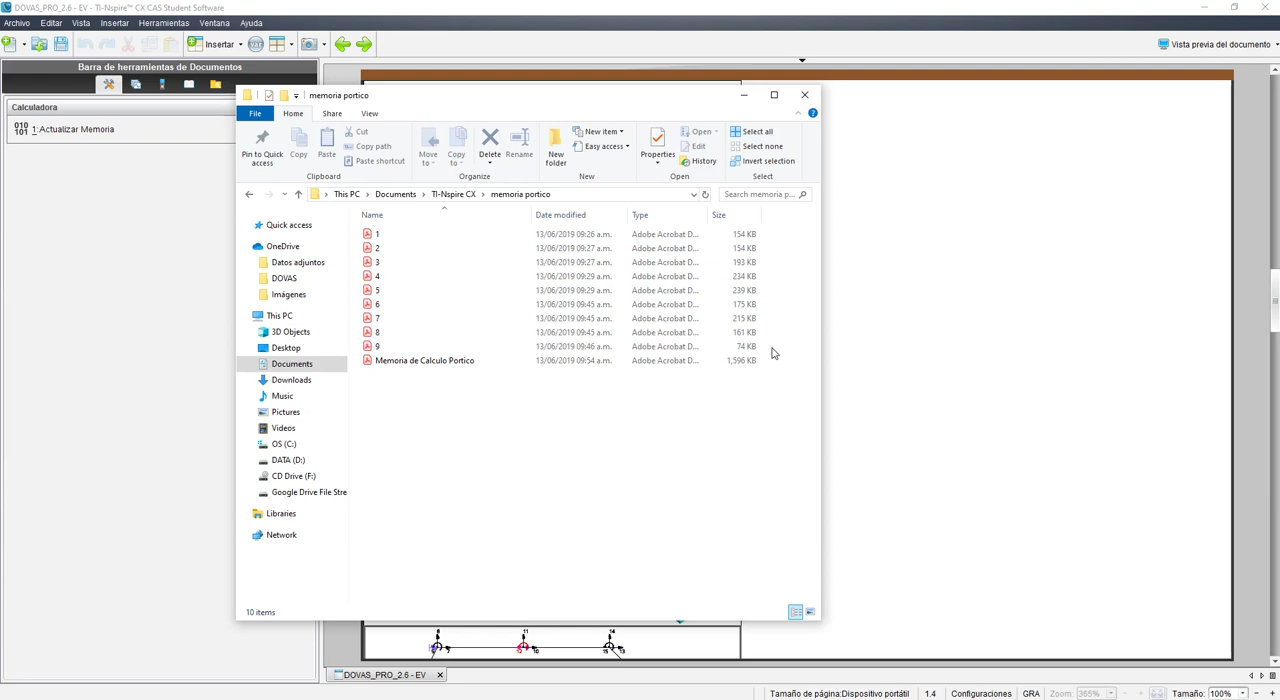 DOVAS_PRO_2.6 - EV - TI-Nspire™ CX CAS Student Software
Archivo Editar Vista Insertar Herramientas Ventana Ayuda
Insertar VAR Vista previa del documento
Barra de herramientas de Documentos
Calculadora
010
101 1:Actualizar Memoria
memoria portico
File Home Share View
Pin to Quick access
Copy
Paste
Cut
Copy path
Paste shortcut
Clipboard
Move to
Copy to
Delete
Rename
Organize
New folder
New item
Easy access
New
Properties
Open
Edit
History
Open
Select all
Select none
Invert selection
Select
This PC > Documents > TI-Nspire CX > memoria portico
Search memoria p...
Quick access
OneDrive
Datos adjuntos
DOVAS
Imágenes
This PC
3D Objects
Desktop
Documents
Downloads
Music
Pictures
Videos
OS (C:)
DATA (D:)
CD Drive (F:)
Google Drive File Stre
Libraries
Network
Name Date modified Type Size
1 13/06/2019 09:26 a.m. Adobe Acrobat D... 154 KB
2 13/06/2019 09:27 a.m. Adobe Acrobat D... 154 KB
3 13/06/2019 09:27 a.m. Adobe Acrobat D... 193 KB
4 13/06/2019 09:29 a.m. Adobe Acrobat D... 234 KB
5 13/06/2019 09:29 a.m. Adobe Acrobat D... 239 KB
6 13/06/2019 09:45 a.m. Adobe Acrobat D... 175 KB
7 13/06/2019 09:45 a.m. Adobe Acrobat D... 215 KB
8 13/06/2019 09:45 a.m. Adobe Acrobat D... 161 KB
9 13/06/2019 09:46 a.m. Adobe Acrobat D... 74 KB
Memoria de Calculo Portico 13/06/2019 09:54 a.m. Adobe Acrobat D... 1,596 KB
10 items
11 14
7 10 13
DOVAS_PRO_2.6 - EV
Tamaño de página:Dispositivo portátil 1.4 Configuraciones GRA Zoom: 365% Tamaño: 100%